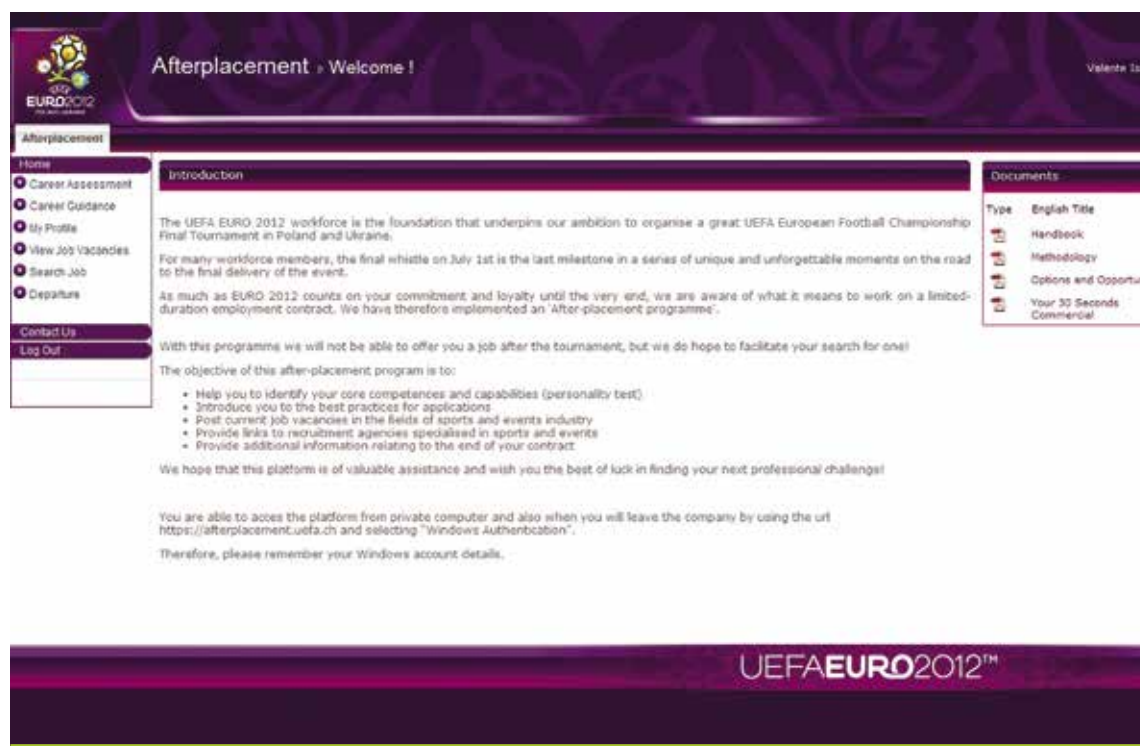 Afterplacement » Welcome !
Valente Is
UEFA
EURO2012
Afterplacement
Home
Career Assessment
Career Guidance
My Profile
View Job Vacancies
Search Job
Departure
Contact Us
Log Out
Introduction
The UEFA EURO 2012 workforce is the foundation that underpins our ambition to organise a great UEFA European Football Championship
Final Tournament in Poland and Ukraine.
For many workforce members, the final whistle on July 1st is the last milestone in a series of unique and unforgettable moments on the road
to the final delivery of the event.
As much as EURO 2012 counts on your commitment and loyalty until the very end, we are aware of what it means to work on a limited-
duration employment contract. We have therefore implemented an 'After-placement programme'.
With this programme we will not be able to offer you a job after the tournament, but we do hope to facilitate your search for one!
The objective of this after-placement program is to:
• Help you to identify your core competences and capabilities (personality test)
• Introduce you to the best practices for applications
• Post current job vacancies in the fields of sports and events industry
• Provide links to recruitment agencies specialised in sports and events
• Provide additional information relating to the end of your contract
We hope that this platform is of valuable assistance and wish you the best of luck in finding your next professional challenge!
You are able to acces the platform from private computer and also when you will leave the company by using the url
https://afterplacement.uefa.ch and selecting "Windows Authentication".
Therefore, please remember your Windows account details.
Documents
Type English Title
Handbook
Methodology
Options and Opportu
Your 30 Seconds
Commercial
UEFAEURO2012™